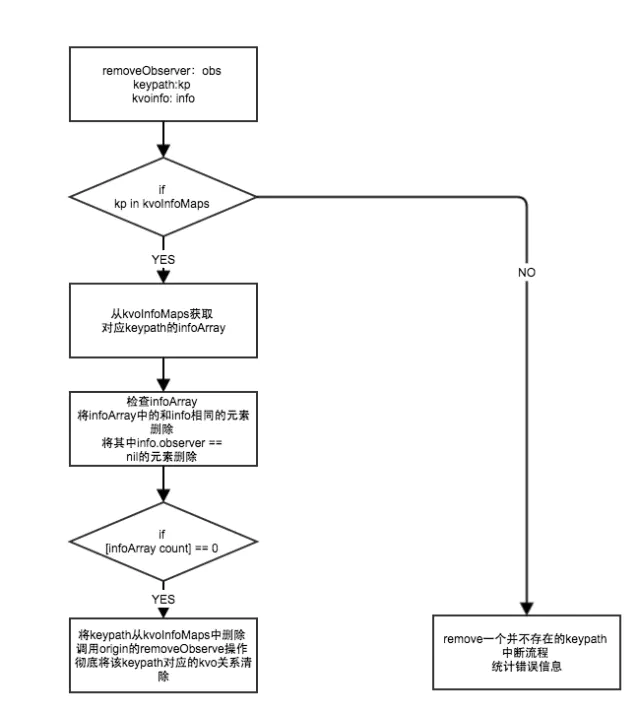 removeObserver: obs
keypath:kp
kvoinfo: info
if
kp in kvoInfoMaps
YES
NO
从kvoInfoMaps获取
对应keypath的infoArray
检查infoArray
将infoArray中的和info相同的元素
删除
将其中info.observer ==
nil的元素删除
if
[infoArray count] == 0
YES
将keypath从kvoInfoMaps中删除
调用origin的removeObserve操作
彻底将该keypath对应的kvo关系清
除
remove一个并不存在的keypath
中断流程
统计错误信息